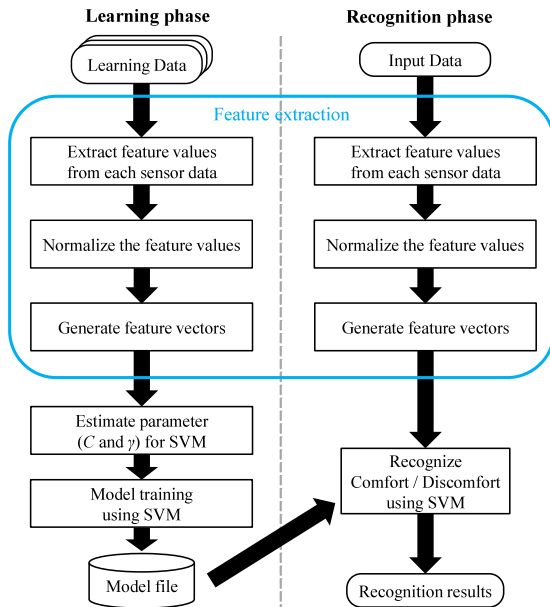 Learning phase
Recognition phase
Learning Data
Input Data
Feature extraction
Extract feature values
from each sensor data
Extract feature values
from each sensor data
Normalize the feature values
Normalize the feature values
Generate feature vectors
Generate feature vectors
Estimate parameter
(C and γ) for SVM
Model training
using SVM
Model file
Recognize
Comfort / Discomfort
using SVM
Recognition results